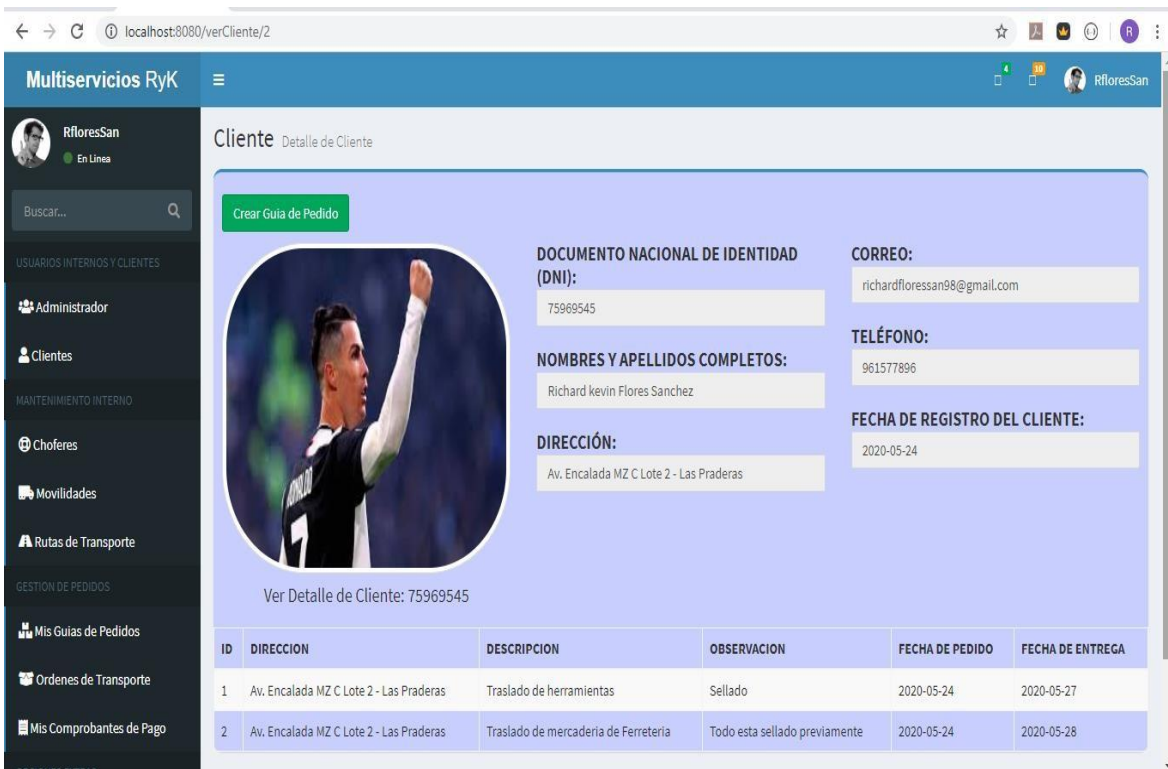 localhost:8080/verCliente/2
R
Multiservicios RyK
4
10
RfloresSan
RfloresSan
En Linea
Buscar...
USUARIOS INTERNOS Y CLIENTES
Administrador
Clientes
MANTENIMIENTO INTERNO
Choferes
Movilidades
Rutas de Transporte
GESTION DE PEDIDOS
Mis Guias de Pedidos
Ordenes de Transporte
Mis Comprobantes de Pago
Cliente Detalle de Cliente
Crear Guia de Pedido
RONALDO
7
Ver Detalle de Cliente: 75969545
DOCUMENTO NACIONAL DE IDENTIDAD
(DNI):
75969545
NOMBRES Y APELLIDOS COMPLETOS:
Richard kevin Flores Sanchez
DIRECCIÓN:
Av. Encalada MZ C Lote 2 - Las Praderas
CORREO:
richardfloressan98@gmail.com
TELÉFONO:
961577896
FECHA DE REGISTRO DEL CLIENTE:
2020-05-24
ID DIRECCION DESCRIPCION OBSERVACION FECHA DE PEDIDO FECHA DE ENTREGA
1 Av. Encalada MZ C Lote 2 - Las Praderas Traslado de herramientas Sellado 2020-05-24 2020-05-27
2 Av. Encalada MZ C Lote 2 - Las Praderas Traslado de mercaderia de Ferreteria Todo esta sellado previamente 2020-05-24 2020-05-28